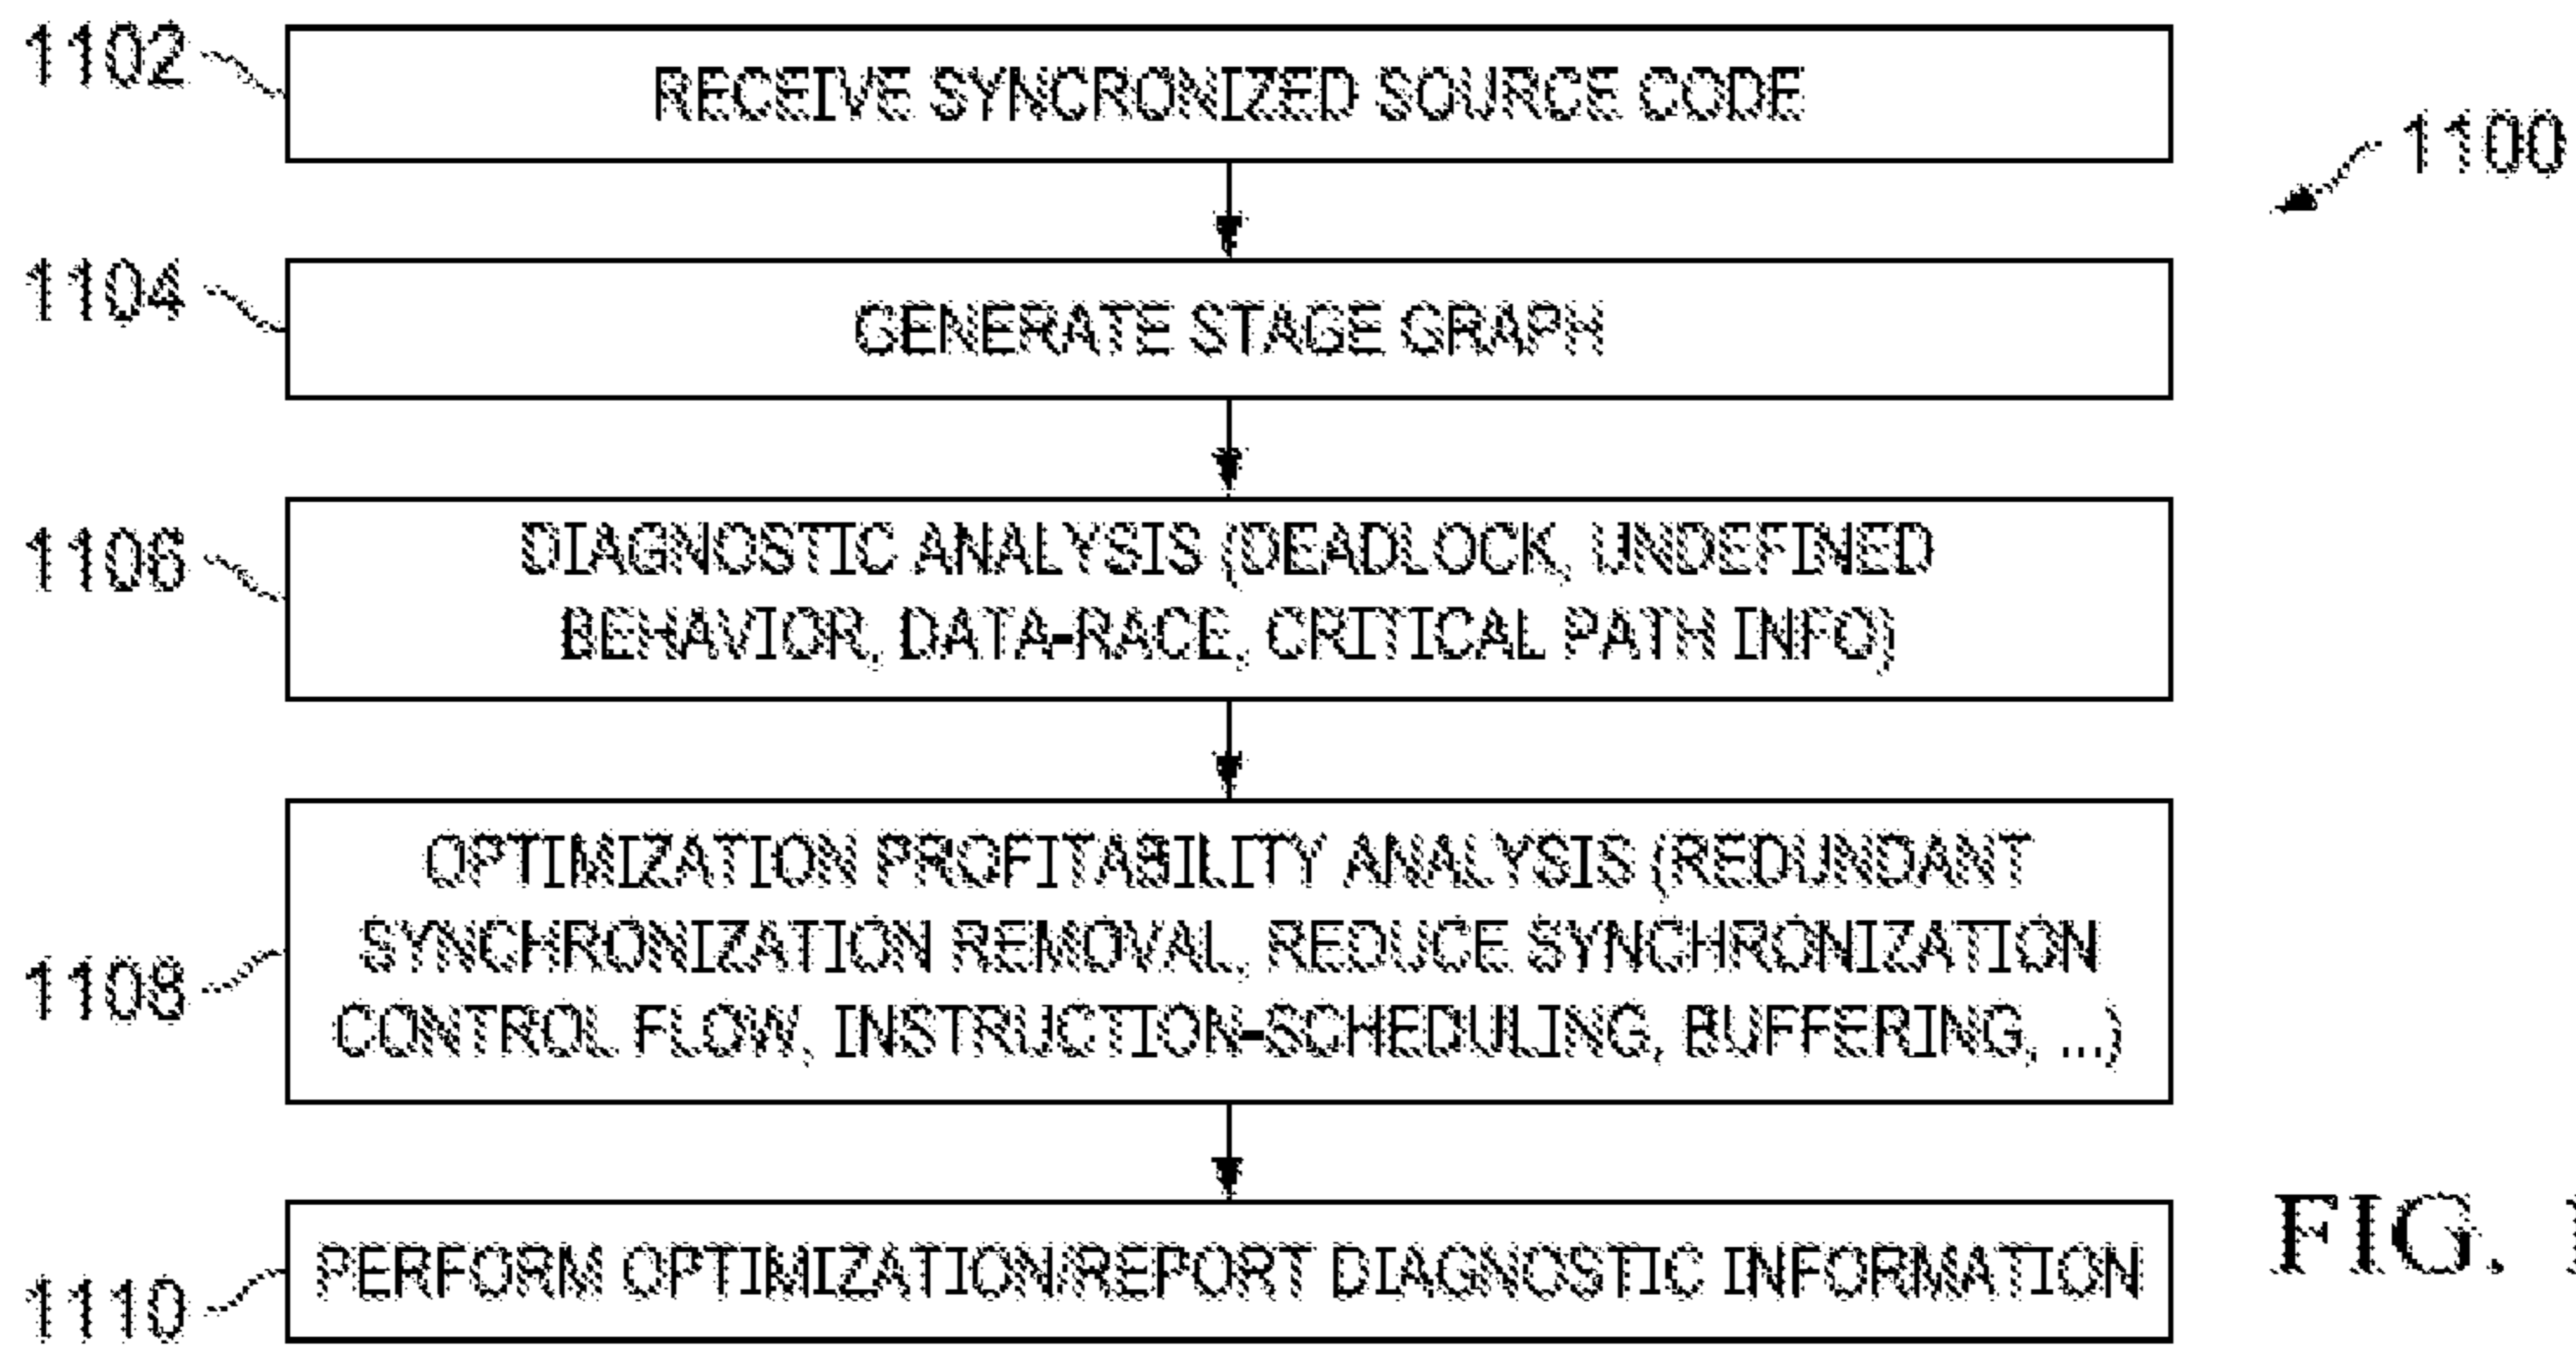 1102
RECEIVE SYNCRONIZED SOURCE CODE
1100
1104
GENERATE STAGE GRAPH
1106
DIAGNOSTIC ANALYSIS (DEADLOCK, UNDEFINED
BEHAVIOR, DATA-RACE, CRITICAL PATH INFO)
1108
OPTIMIZATION PROFITABILITY ANALYSIS (REDUNDANT
SYNCHRONIZATION REMOVAL, REDUCE SYNCHRONIZATION
CONTROL FLOW, INSTRUCTION-SCHEDULING, BUFFERING, ...)
1110
PERFORM OPTIMIZATION/REPORT DIAGNOSTIC INFORMATION
FIG.